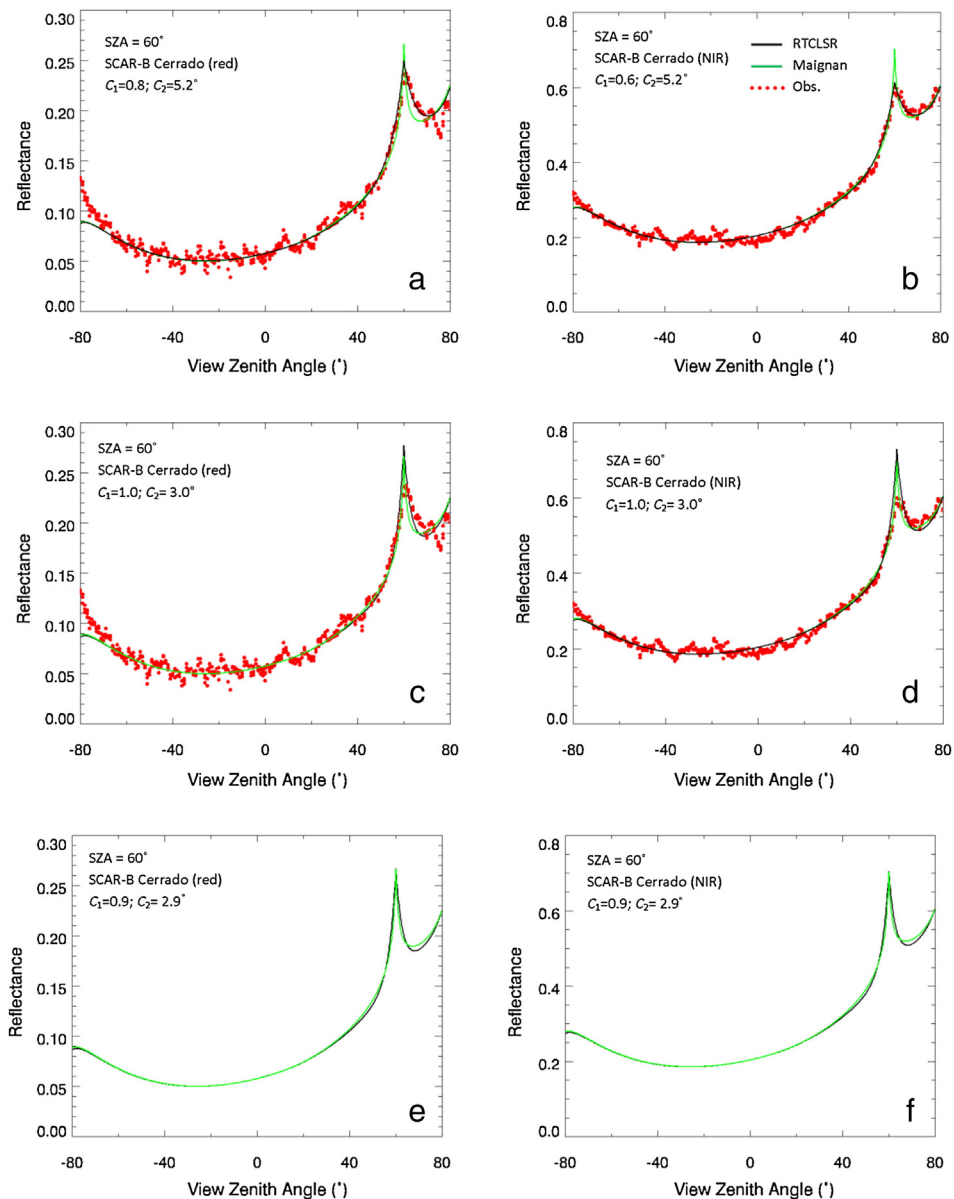 0.30
0.25
0.20
0.15
0.10
0.05
0.00
Reflectance
SZA = 60°
SCAR-B Cerrado (red)
C1=0.8; C2=5.2°
a
-80 -40 0 40 80
View Zenith Angle (°)
0.8
0.6
0.4
0.2
0.0
Reflectance
SZA = 60°
SCAR-B Cerrado (NIR)
C1=0.6; C2=5.2°
RTCLSR
Maignan
Obs.
b
-80 -40 0 40 80
View Zenith Angle (°)
0.30
0.25
0.20
0.15
0.10
0.05
0.00
Reflectance
SZA = 60°
SCAR-B Cerrado (red)
C1=1.0; C2= 3.0°
c
-80 -40 0 40 80
View Zenith Angle (°)
0.8
0.6
0.4
0.2
0.0
Reflectance
SZA = 60°
SCAR-B Cerrado (NIR)
C1=1.0; C2= 3.0°
d
-80 -40 0 40 80
View Zenith Angle (°)
0.30
0.25
0.20
0.15
0.10
0.05
0.00
Reflectance
SZA = 60°
SCAR-B Cerrado (red)
C1=0.9; C2= 2.9°
e
-80 -40 0 40 80
View Zenith Angle (°)
0.8
0.6
0.4
0.2
0.0
Reflectance
SZA = 60°
SCAR-B Cerrado (NIR)
C1=0.9; C2= 2.9°
f
-80 -40 0 40 80
View Zenith Angle (°)